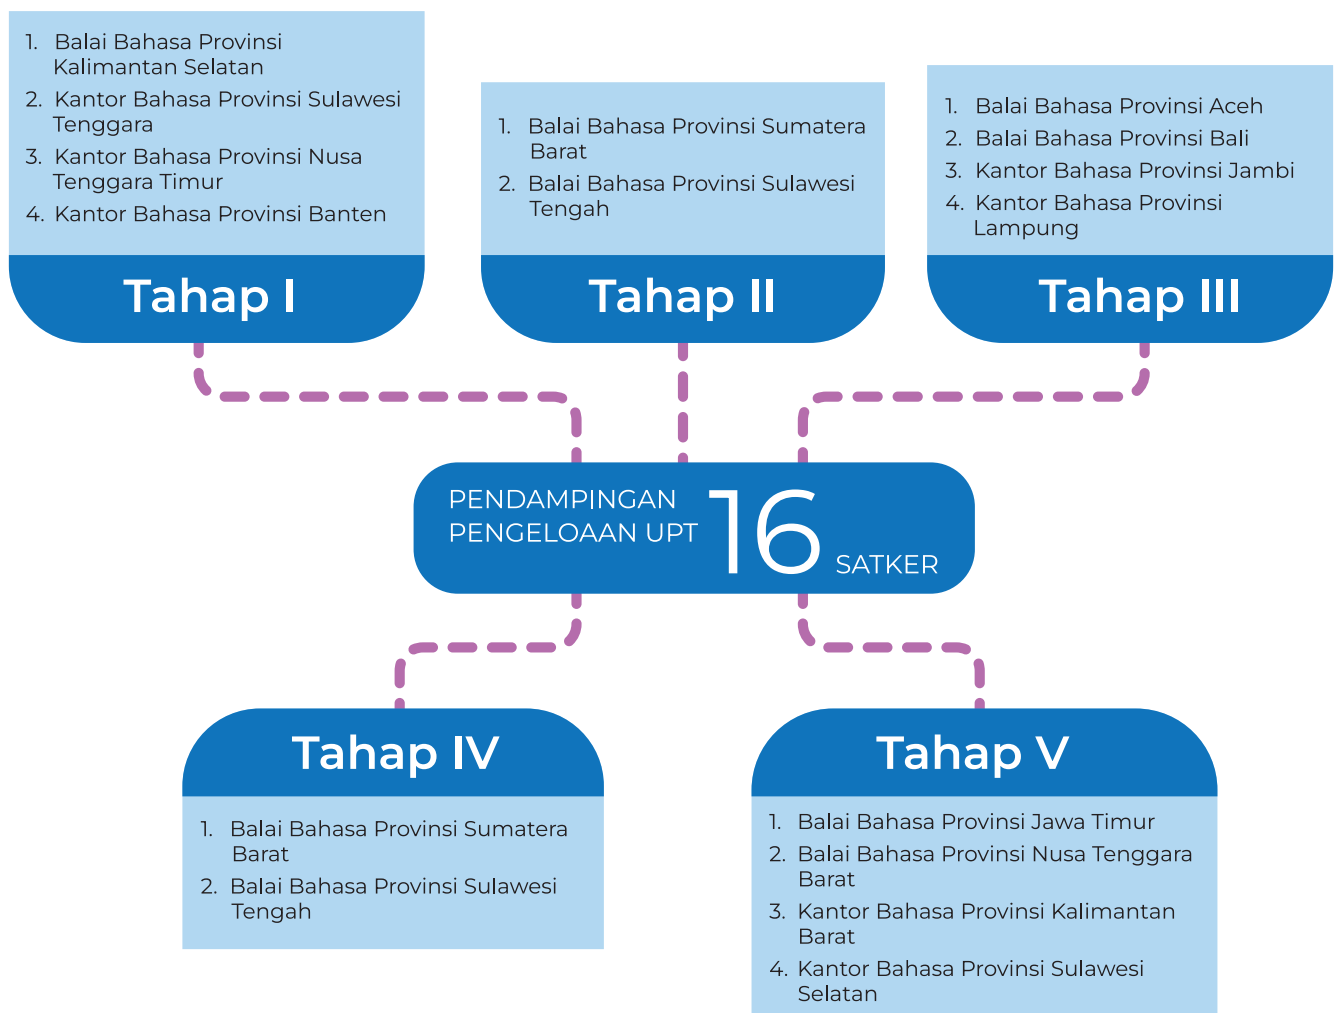 1. Balai Bahasa Provinsi
Kalimantan Selatan
2. Kantor Bahasa Provinsi Sulawesi
Tenggara
3. Kantor Bahasa Provinsi Nusa
Tenggara Timur
4. Kantor Bahasa Provinsi Banten
Tahap I
1. Balai Bahasa Provinsi Sumatera
Barat
2. Balai Bahasa Provinsi Sulawesi
Tengah
Tahap II
1. Balai Bahasa Provinsi Aceh
2. Balai Bahasa Provinsi Bali
3. Kantor Bahasa Provinsi Jambi
4. Kantor Bahasa Provinsi
Lampung
Tahap III
PENDAMPINGAN
PENGELOAAN UPT
16
SATKER
Tahap IV
1. Balai Bahasa Provinsi Sumatera
Barat
2. Balai Bahasa Provinsi Sulawesi
Tengah
Tahap V
1. Balai Bahasa Provinsi Jawa Timur
2. Balai Bahasa Provinsi Nusa Tenggara
Barat
3. Kantor Bahasa Provinsi Kalimantan
Barat
4. Kantor Bahasa Provinsi Sulawesi
Selatan